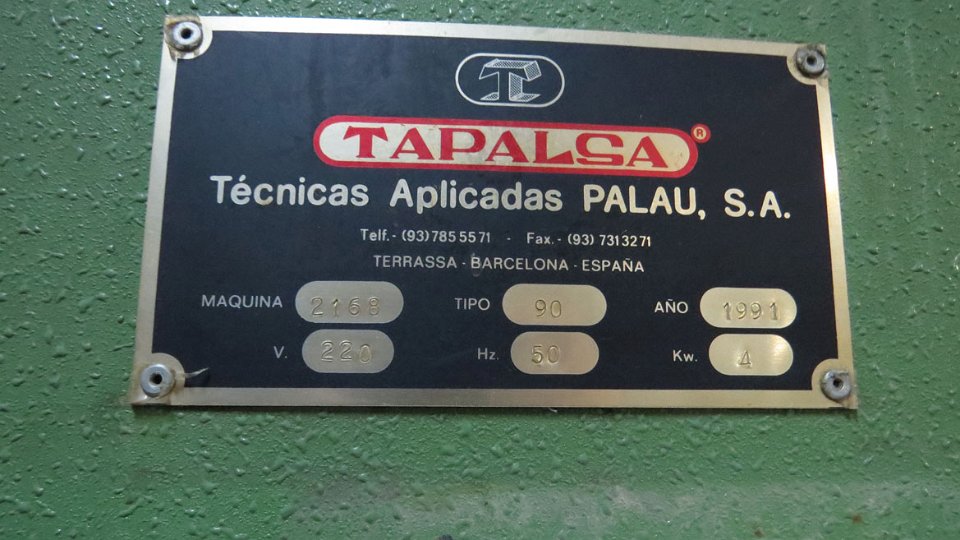 TAPALSA ®
Técnicas Aplicadas PALAU, S.A.
Telf.- (93) 785 55 71 - Fax.- (93) 731 32 71
TERRASSA - BARCELONA - ESPAÑA
MAQUINA 2168 TIPO 90 AÑO 1991
V. 220 Hz. 50 Kw. 4